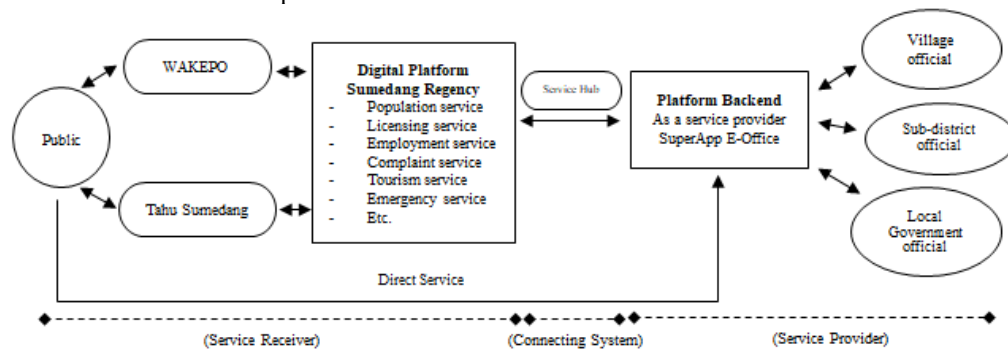 Public
WAKEPO
Tahu Sumedang
Digital Platform
Sumedang Regency
- Population service
- Licensing service
- Employment service
- Complaint service
- Tourism service
- Emergency service
- Etc.
Service Hub
Platform Backend
As a service provider
SuperApp E-Office
Village
official
Sub-district
official
Local
Government
official
Direct Service
(Service Receiver)
(Connecting System)
(Service Provider)